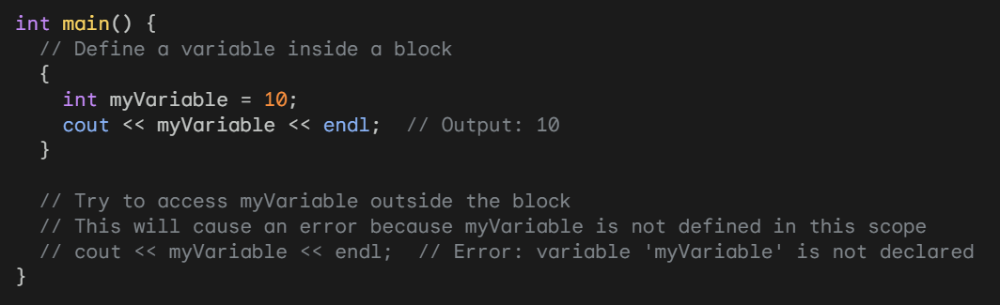 int main() {
  // Define a variable inside a block
  {
    int myVariable = 10;
    cout << myVariable << endl;  // Output: 10
  }

  // Try to access myVariable outside the block
  // This will cause an error because myVariable is not defined in this scope
  // cout << myVariable << endl;  // Error: variable 'myVariable' is not declared
}